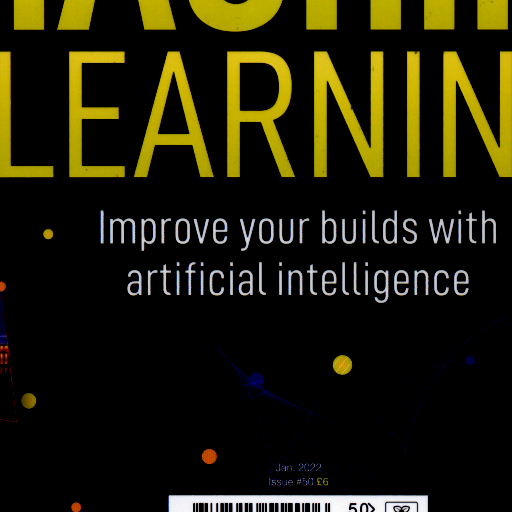 LEARNIN
Improve your builds with
artificial intelligence
Jan. 2022
Issue #50 £6
50>